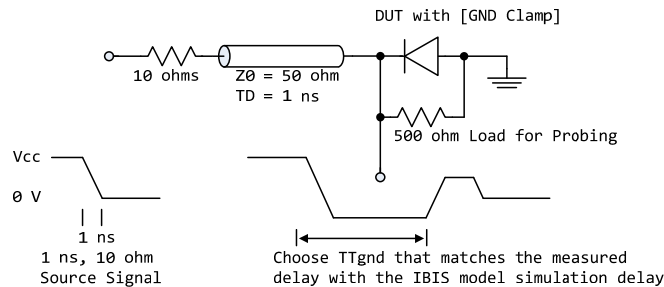 DUT with [GND Clamp]
10 ohms
Z0 = 50 ohm
TD = 1 ns
500 ohm Load for Probing
Vcc
0 V
1 ns
1 ns, 10 ohm
Source Signal
Choose TTgnd that matches the measured
delay with the IBIS model simulation delay